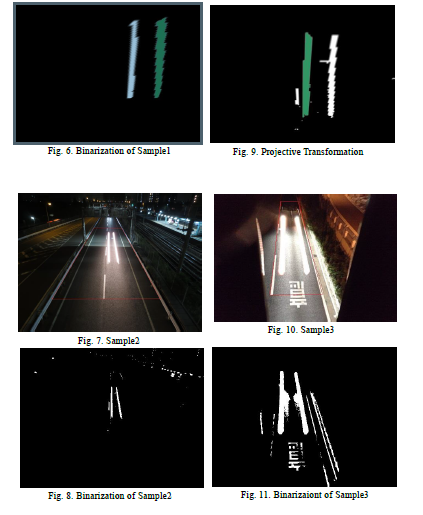 Fig. 6. Binarization of Sample1
Fig. 9. Projective Transformation
Fig. 7. Sample2
Fig. 10. Sample3
Fig. 8. Binarization of Sample2
Fig. 11. Binarizaiont of Sample3